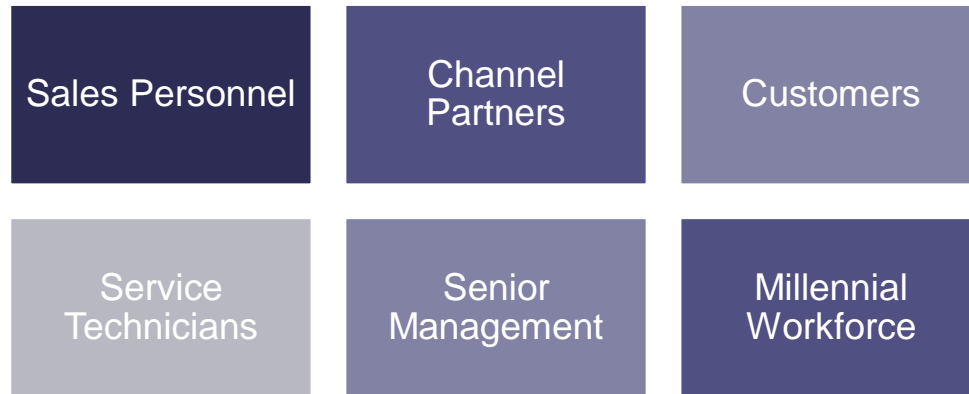 Sales Personnel
Channel
Partners
Customers
Service
Technicians
Senior
Management
Millennial
Workforce